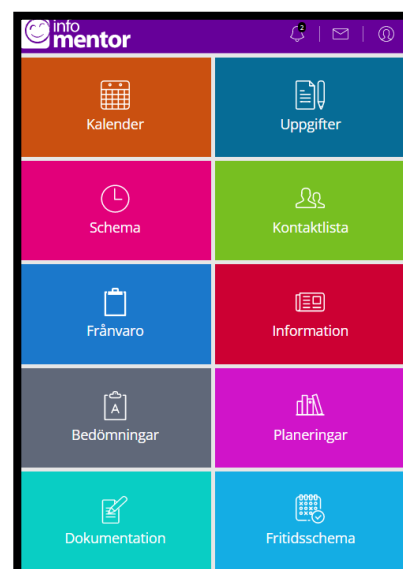 info
mentor
2
Kalender
Uppgifter
Schema
Kontaktlista
Frånvaro
Information
A
Bedömningar
Planeringar
Dokumentation
Fritidsschema